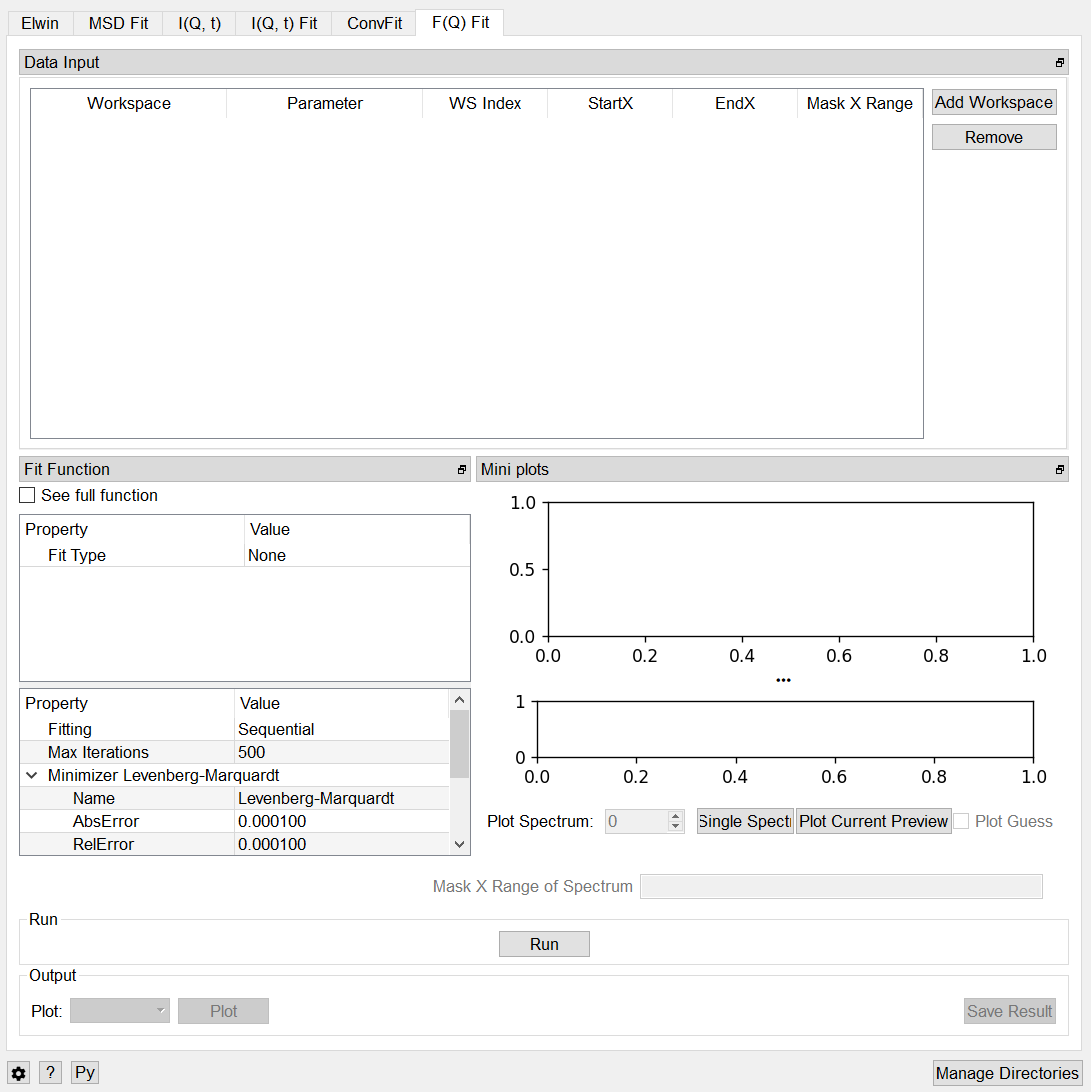 Elwin MSD Fit I(Q, t) I(Q, t) Fit ConvFit F(Q) Fit
Data Input
Workspace Parameter WS Index StartX EndX Mask X Range
Add Workspace
Remove
Fit Function
See full function
Property Value
Fit Type None
Property Value
Fitting Sequential
Max Iterations 500
Minimizer Levenberg-Marquardt
Name Levenberg-Marquardt
AbsError 0.000100
RelError 0.000100
Mini plots
1.0
0.5
0.0
0.0 0.2 0.4 0.6 0.8 1.0
1
0
0.0 0.2 0.4 0.6 0.8 1.0
Plot Spectrum: 0 Single Spect Plot Current Preview Plot Guess
Mask X Range of Spectrum
Run
Run
Output
Plot: Plot Save Result
? Py Manage Directories